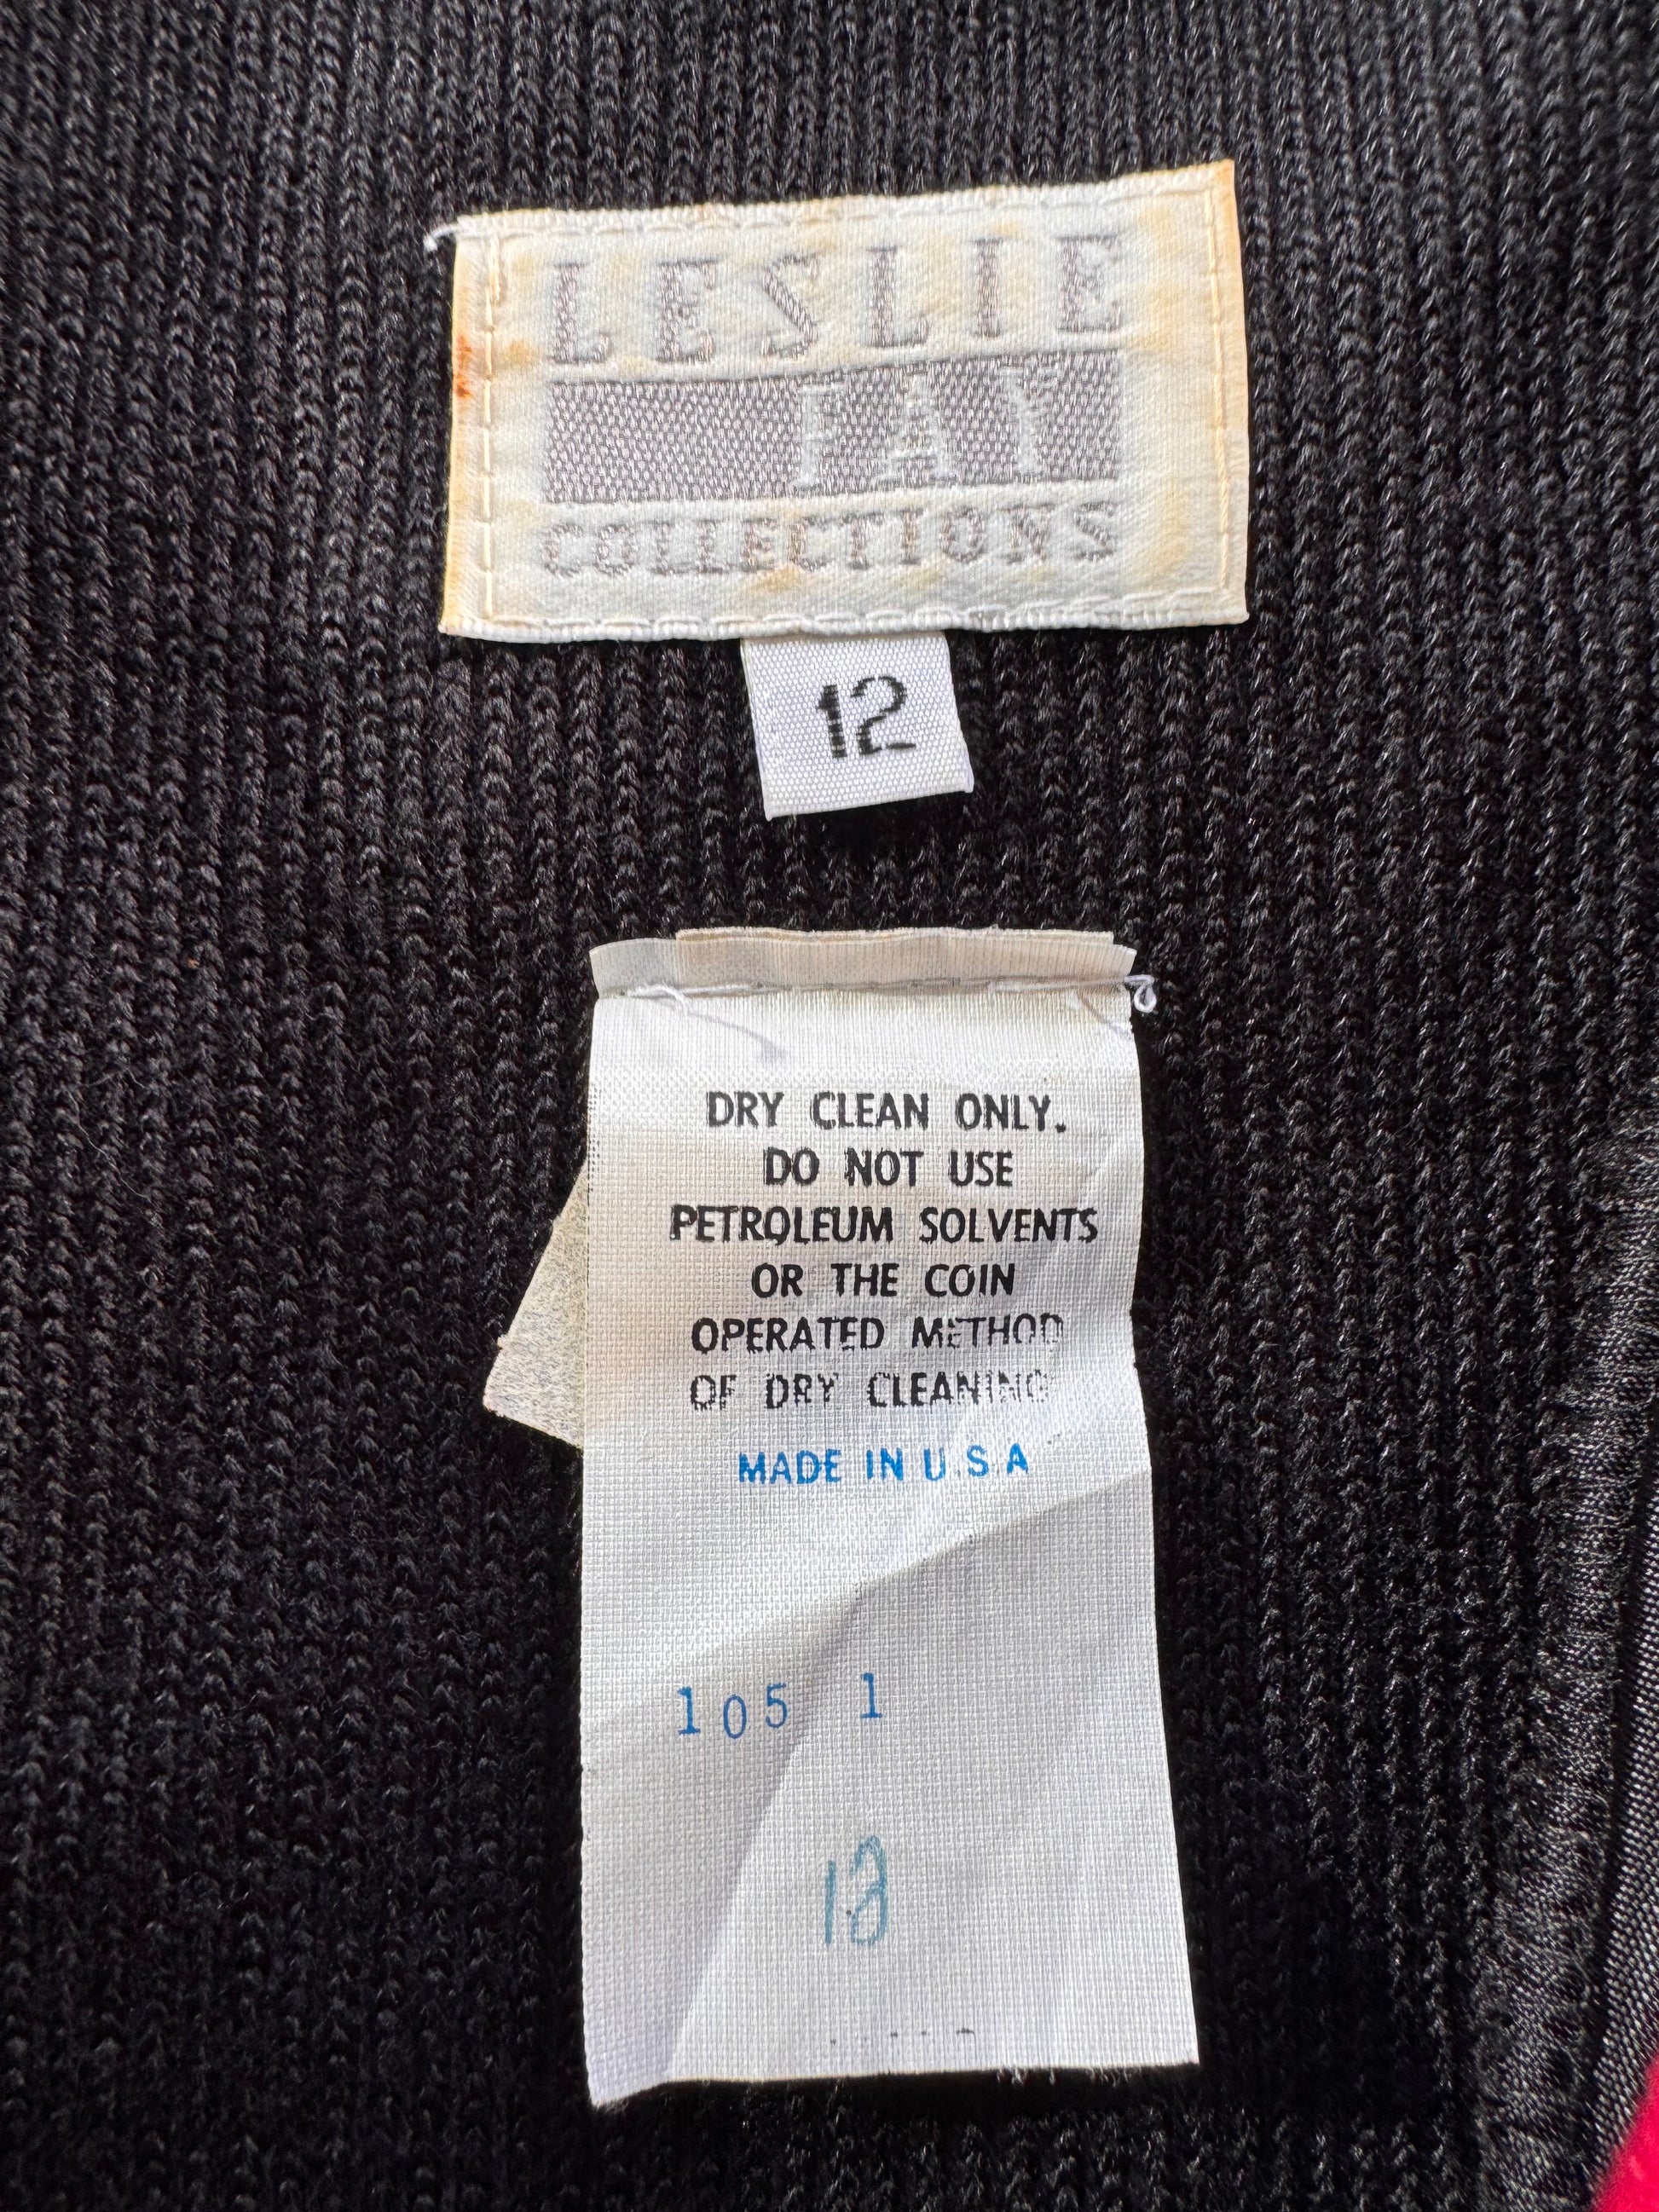 LESLIE
FAY
COLLECTIONS
12
DRY CLEAN ONLY.
DO NOT USE
PETROLEUM SOLVENTS
OR THE COIN
OPERATED METHOD
OF DRY CLEANING
MADE IN U.S.A
105 1
12